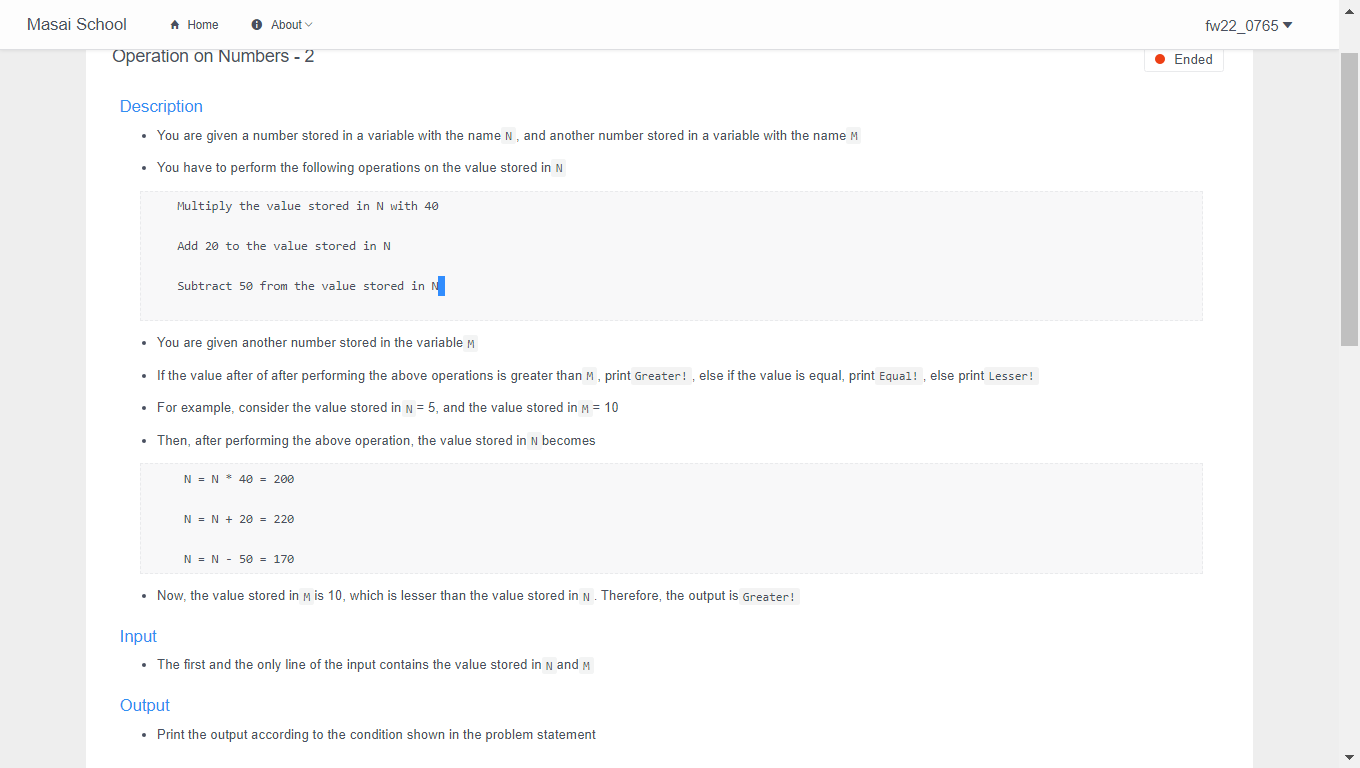 Masai School Home About fw22_0765
Operation on Numbers - 2
Ended
Description
You are given a number stored in a variable with the name N , and another number stored in a variable with the name M
You have to perform the following operations on the value stored in N
Multiply the value stored in N with 40
Add 20 to the value stored in N
Subtract 50 from the value stored in N
You are given another number stored in the variable M
If the value after of after performing the above operations is greater than M , print Greater! , else if the value is equal, print Equal! , else print Lesser!
For example, consider the value stored in N = 5, and the value stored in M = 10
Then, after performing the above operation, the value stored in N becomes
N = N * 40 = 200
N = N + 20 = 220
N = N - 50 = 170
Now, the value stored in M is 10, which is lesser than the value stored in N . Therefore, the output is Greater!
Input
The first and the only line of the input contains the value stored in N and M
Output
Print the output according to the condition shown in the problem statement